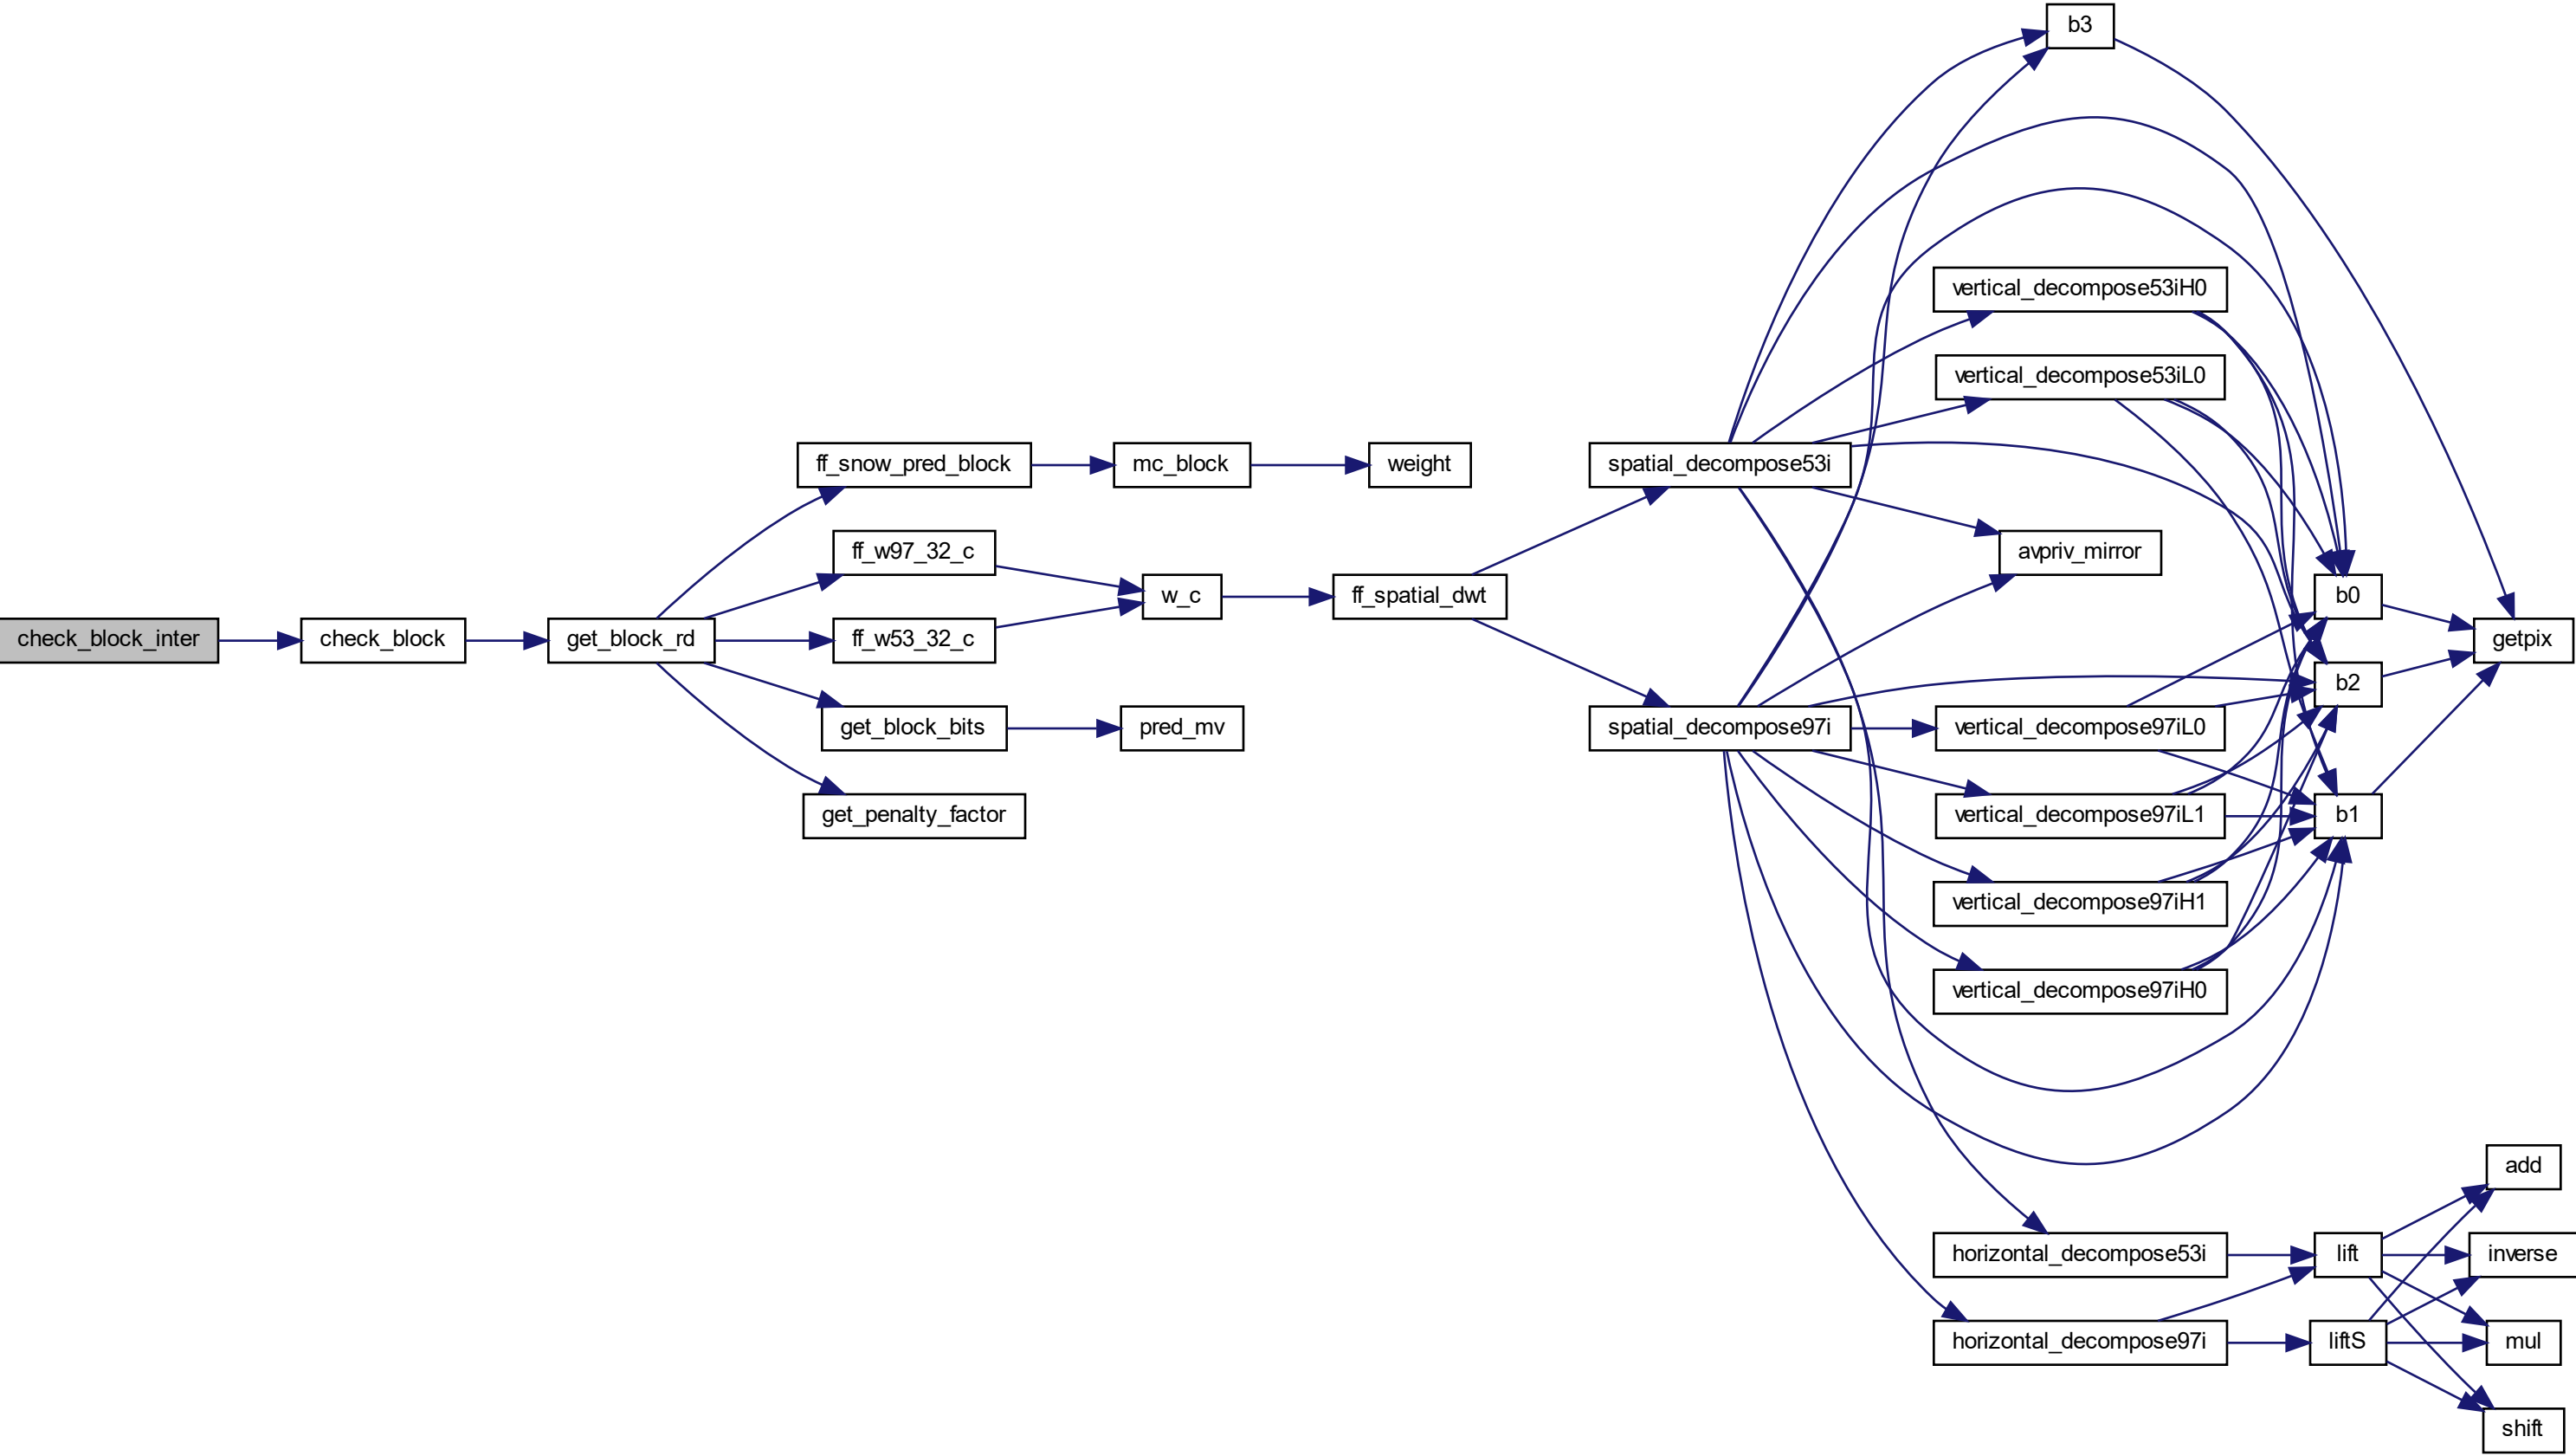 check_block_inter
check_block
get_block_rd
ff_snow_pred_block
ff_w97_32_c
ff_w53_32_c
get_block_bits
get_penalty_factor
mc_block
w_c
pred_mv
weight
ff_spatial_dwt
spatial_decompose53i
spatial_decompose97i
b3
vertical_decompose53iH0
vertical_decompose53iL0
avpriv_mirror
vertical_decompose97iL0
vertical_decompose97iL1
vertical_decompose97iH1
vertical_decompose97iH0
horizontal_decompose53i
horizontal_decompose97i
b0
b2
b1
lift
liftS
getpix
add
inverse
mul
shift